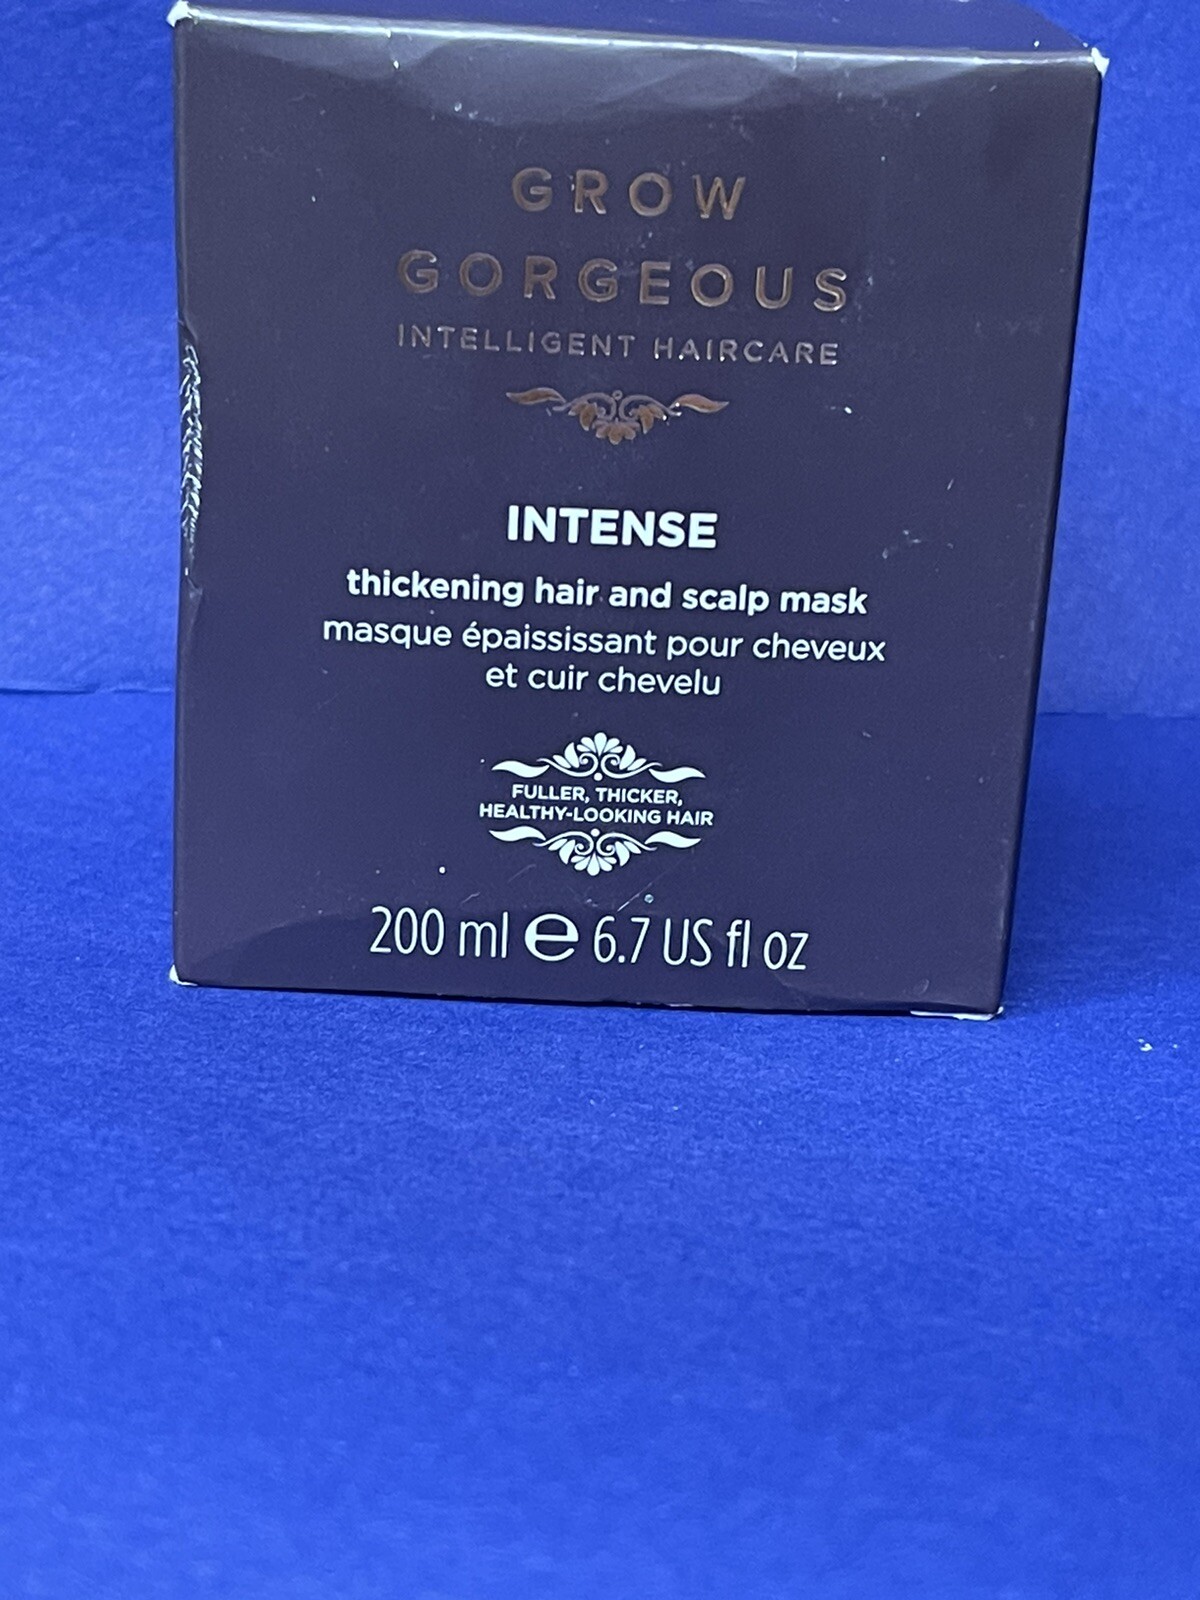 GROW
GORGEOUS
INTELLIGENT HAIRCARE
INTENSE
thickening hair and scalp mask
masque épaississant pour cheveux
et cuir chevelu
FULLER, THICKER,
HEALTHY-LOOKING HAIR
200 ml ℮ 6.7 US fl oz